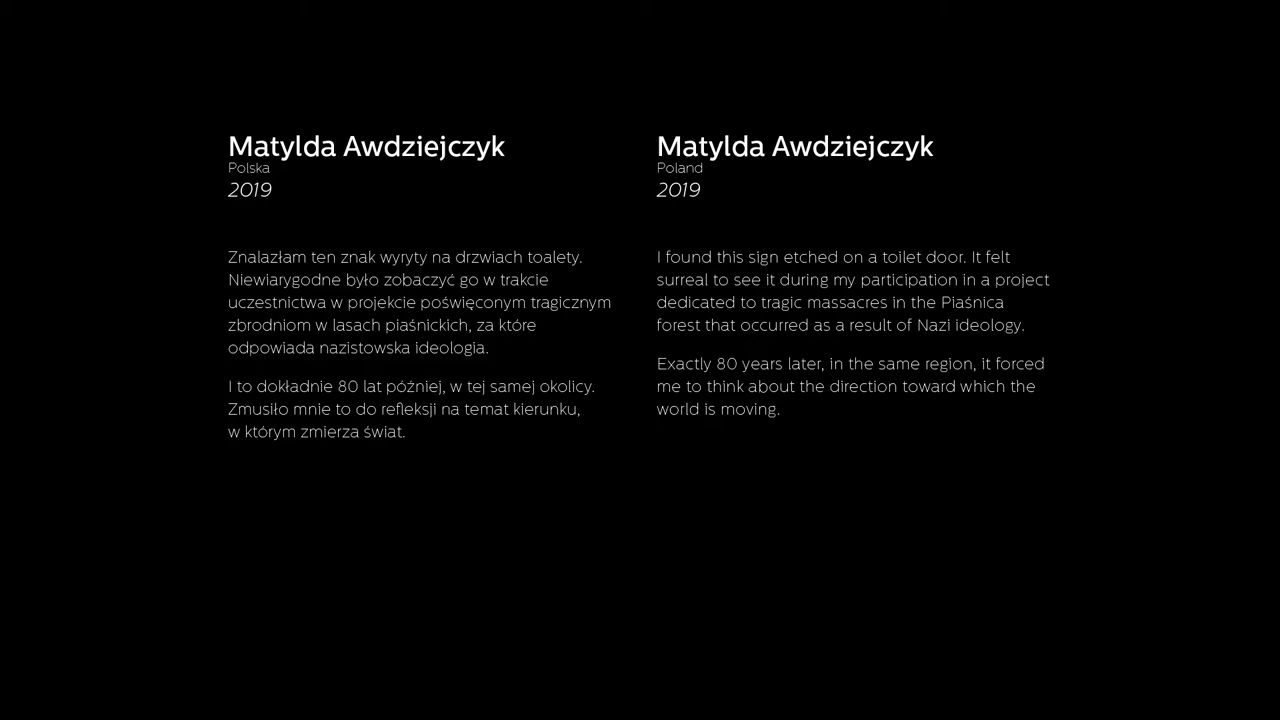 Matylda Awdziejczyk
Polska
2019
Znalazłam ten znak wyryty na drzwiach toalety.
Niewiarygodne było zobaczyć go w trakcie
uczestnictwa w projekcie poświęconym tragicznym
zbrodniom w lasach piaśnickich, za które
odpowiada nazistowska ideologia.
I to dokładnie 80 lat później, w tej samej okolicy.
Zmusiło mnie to do refleksji na temat kierunku,
w którym zmierza świat.
Matylda Awdziejczyk
Poland
2019
I found this sign etched on a toilet door. It felt
surreal to see it during my participation in a project
dedicated to tragic massacres in the Piaśnica
forest that occurred as a result of Nazi ideology.
Exactly 80 years later, in the same region, it forced
me to think about the direction toward which the
world is moving.